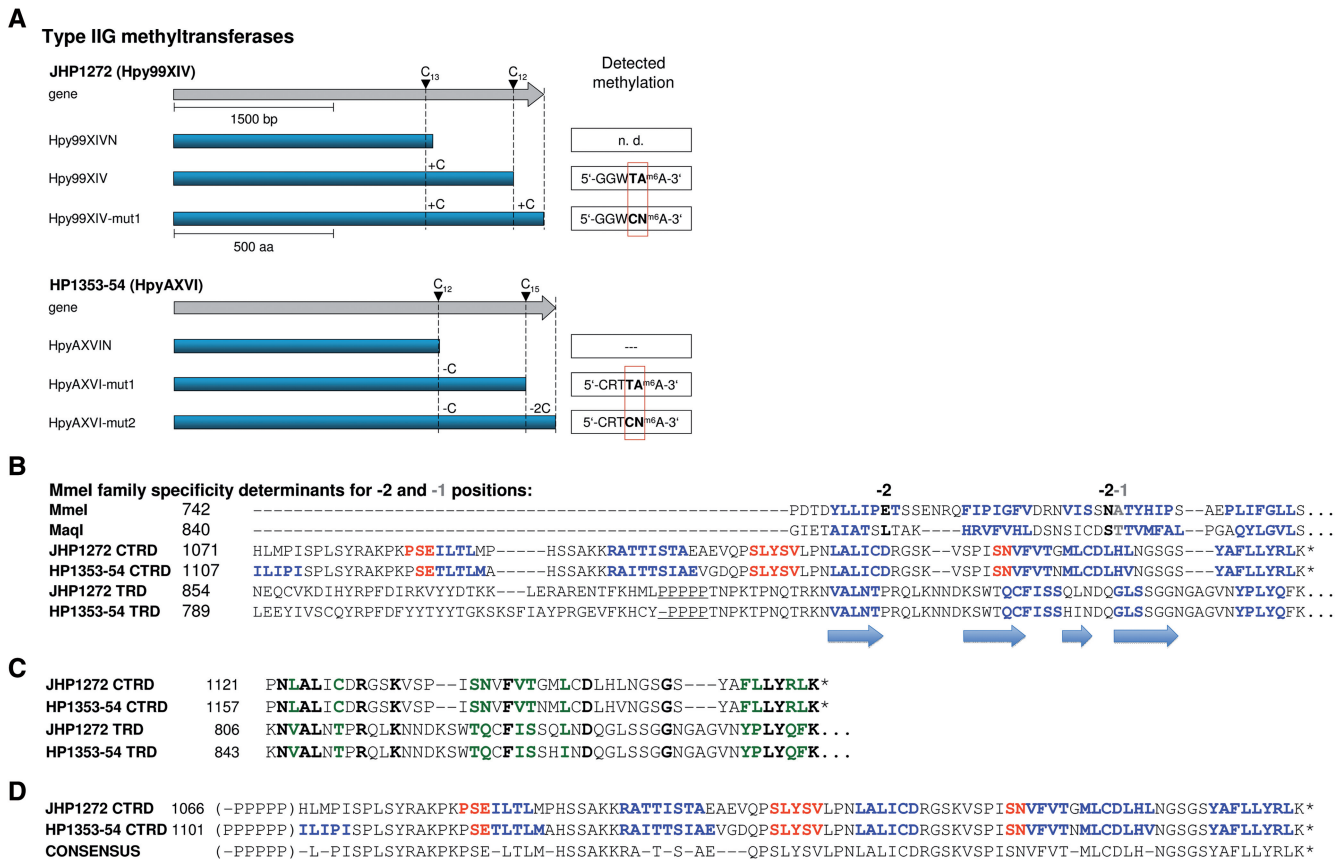 A
Type IIG methyltransferases
Detected
methylation
JHP1272 (Hpy99XIV)
C13 C12
gene
1500 bp
Hpy99XIVN n. d.
+C
Hpy99XIV 5'-GGWTAm6A-3'
+C +C
Hpy99XIV-mut1 5'-GGWCNm6A-3'
500 aa
HP1353-54 (HpyAXVI)
C12 C15
gene
HpyAXVIN ---
-C
HpyAXVI-mut1 5'-CRTTAm6A-3'
-C -2C
HpyAXVI-mut2 5'-CRTCNm6A-3'
B
MmeI family specificity determinants for -2 and -1 positions: -2 -2-1
MmeI 742 -----------------------------------------------------PDTDYLLIPETSSENRQFIPIGFVDRNVISSNATYHIPS--AEPLIFGLLS...
MaqI 840 -----------------------------------------------------GIETAIATSLTAK---HRVFVHLDSNSICDSTTVMFAL--PGAQYLGVLS...
JHP1272 CTRD 1071 HLMPISPLSYRAKPKPSEILTLMP-----HSSAKKRATTISTAEAEVQPSLYSVLPNLALICDRGSK--VSPISNVFVTGMLCDLHLNGSGS---YAFLLYRLK*
HP1353-54 CTRD 1107 ILIPISPLSYRAKPKPSETLTLMA-----HSSAKKRAITTSIAEVGDQPSLYSVLPNLALICDRGSK--VSPISNVFVTNMLCDLHVNGSGS---YAFLLYRLK*
JHP1272 TRD 854 NEQCVKDIHYRPFDIRKVYYDTKK---LERARENTFKHMLPPPPPTNPKTPNQTRKNVALNTPRQLKNNDKSWTQCFISSQLNDQGLSSGGNGAGVNYPLYQFK...
HP1353-54 TRD 789 LEEYIVSCQYRPFDFYYTYYTGKSKSFIAYPRGEVFKHCY-PPPPTNPKTPNQTRKNVALNTPRQLKNNDKSWTQCFISSHINDQGLSSGGNGAGVNYPLYQFK...
C
JHP1272 CTRD 1121 PNLALICDRGSKVSP--ISNVFVTGMLCDLHLNGSGS---YAFLLYRLK*
HP1353-54 CTRD 1157 PNLALICDRGSKVSP--ISNVFVTNMLCDLHVNGSGS---YAFLLYRLK*
JHP1272 TRD 806 KNVALNTPRQLKNNDKSWTQCFISSQLNDQGLSSGGNGAGVNYPLYQFK...
HP1353-54 TRD 843 KNVALNTPRQLKNNDKSWTQCFISSHINDQGLSSGGNGAGVNYPLYQFK...
D
JHP1272 CTRD 1066 (-PPPPP)HLMPISPLSYRAKPKPSEILTLMPHSSAKKRATTISTAEAEVQPSLYSVLPNLALICDRGSKVSPISNVFVTGMLCDLHLNGSGSYAFLLYRLK*
HP1353-54 CTRD 1101 (PPPPPP)ILIPISPLSYRAKPKPSETLTLMAHSSAKKRAITTSIAEVGDQPSLYSVLPNLALICDRGSKVSPISNVFVTNMLCDLHVNGSGSYAFLLYRLK*
CONSENSUS (-PPPPP)-L-PISPLSYRAKPKPSE-LTLM-HSSAKKRA-T-S-AE---QPSLYSVLPNLALICDRGSKVSPISNVFVT-MLCDLH-NGSGSYAFLLYRLK*